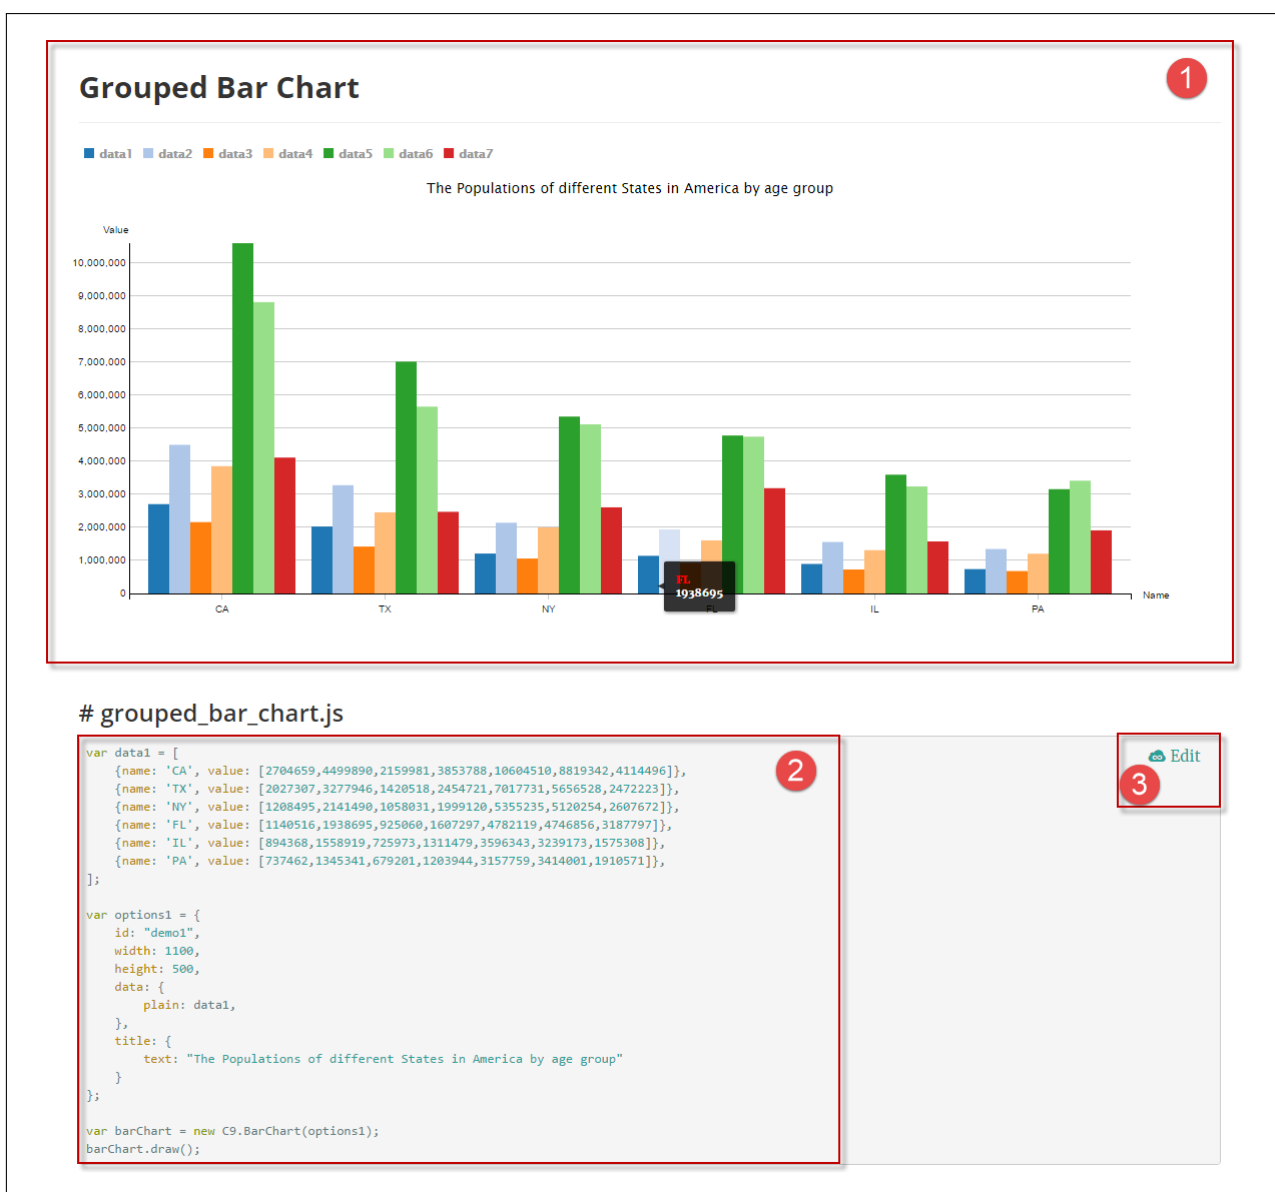 Grouped Bar Chart
1
data1 data2 data3 data4 data5 data6 data7
The Populations of different States in America by age group
Value
10,000,000
9,000,000
8,000,000
7,000,000
6,000,000
5,000,000
4,000,000
3,000,000
2,000,000
1,000,000
0
FL
1938695
CA TX NY FL IL PA
Name
# grouped_bar_chart.js
2
Edit
3
var data1 = [
    {name: 'CA', value: [2704659,4499890,2159981,3853788,10604510,8819342,4114496]},
    {name: 'TX', value: [2027307,3277946,1420518,2454721,7017731,5656528,2472223]},
    {name: 'NY', value: [1208495,2141490,1058031,1999120,5355235,5120254,2607672]},
    {name: 'FL', value: [1140516,1938695,925060,1607297,4782119,4746856,3187797]},
    {name: 'IL', value: [894368,1558919,725973,1311479,3596343,3239173,1575308]},
    {name: 'PA', value: [737462,1345341,679201,1203944,3157759,3414001,1910571]},
];
var options1 = {
    id: "demo1",
    width: 1100,
    height: 500,
    data: {
        plain: data1,
    },
    title: {
        text: "The Populations of different States in America by age group"
    }
};
var barChart = new C9.BarChart(options1);
barChart.draw();